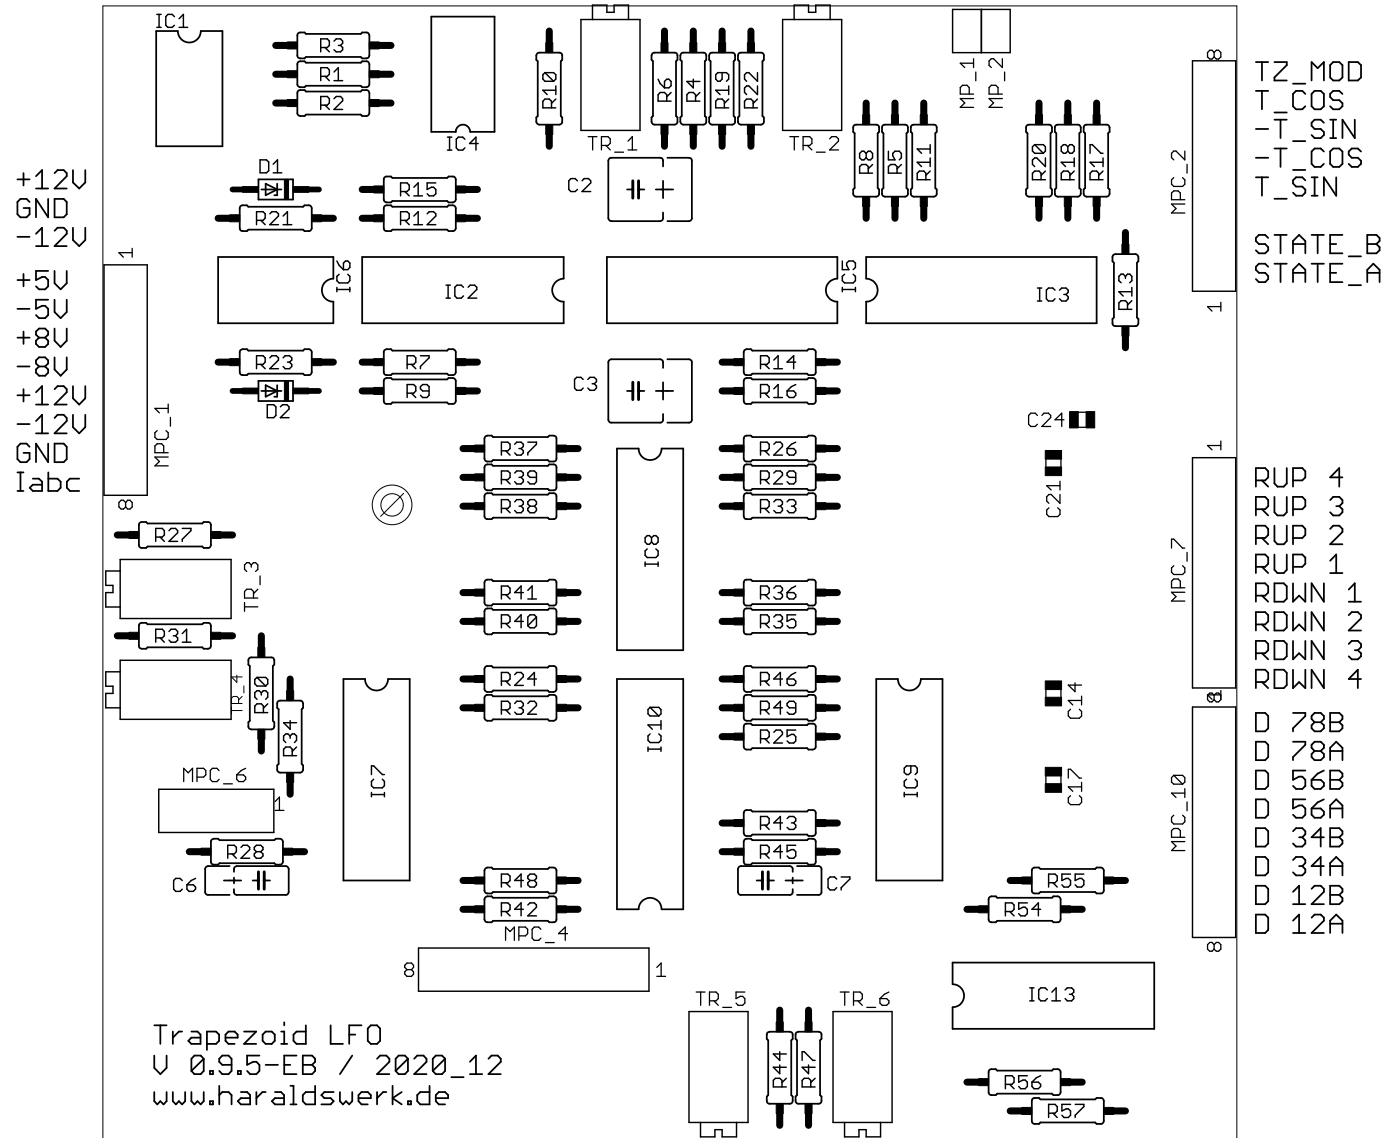 IC1
R3
R1
R2
IC4
R10
TR_1
R6
R4
R19
R22
TR_2
MP_1
MP_2
8
MPC_2
1
TZ_MOD
T_COS
-T_SIN
-T_COS
T_SIN
STATE_B
STATE_A
R8
R5
R11
R20
R18
R17
R13
+12V
GND
-12V
+5V
-5V
+8V
-8V
+12V
-12V
GND
Iabc
1
MPC_1
8
D1
R21
R15
R12
C2
IC6
IC2
IC5
IC3
R23
D2
R7
R9
C3
R14
R16
C24
C21
R37
R39
R38
IC8
R26
R29
R33
1
MPC_7
8
RUP 4
RUP 3
RUP 2
RUP 1
RDWN 1
RDWN 2
RDWN 3
RDWN 4
R27
TR_3
R31
TR_4
R30
R34
R41
R40
R36
R35
R24
R32
IC10
R46
R49
R25
IC7
IC9
C14
C17
1
MPC_10
8
D 78B
D 78A
D 56B
D 56A
D 34B
D 34A
D 12B
D 12A
MPC_6
1
R28
C6
R43
R45
C7
R48
R42
R55
R54
MPC_4
8
1
IC13
TR_5
TR_6
R44
R47
R56
R57
Trapezoid LFO
V 0.9.5-EB / 2020_12
www.haraldswerk.de